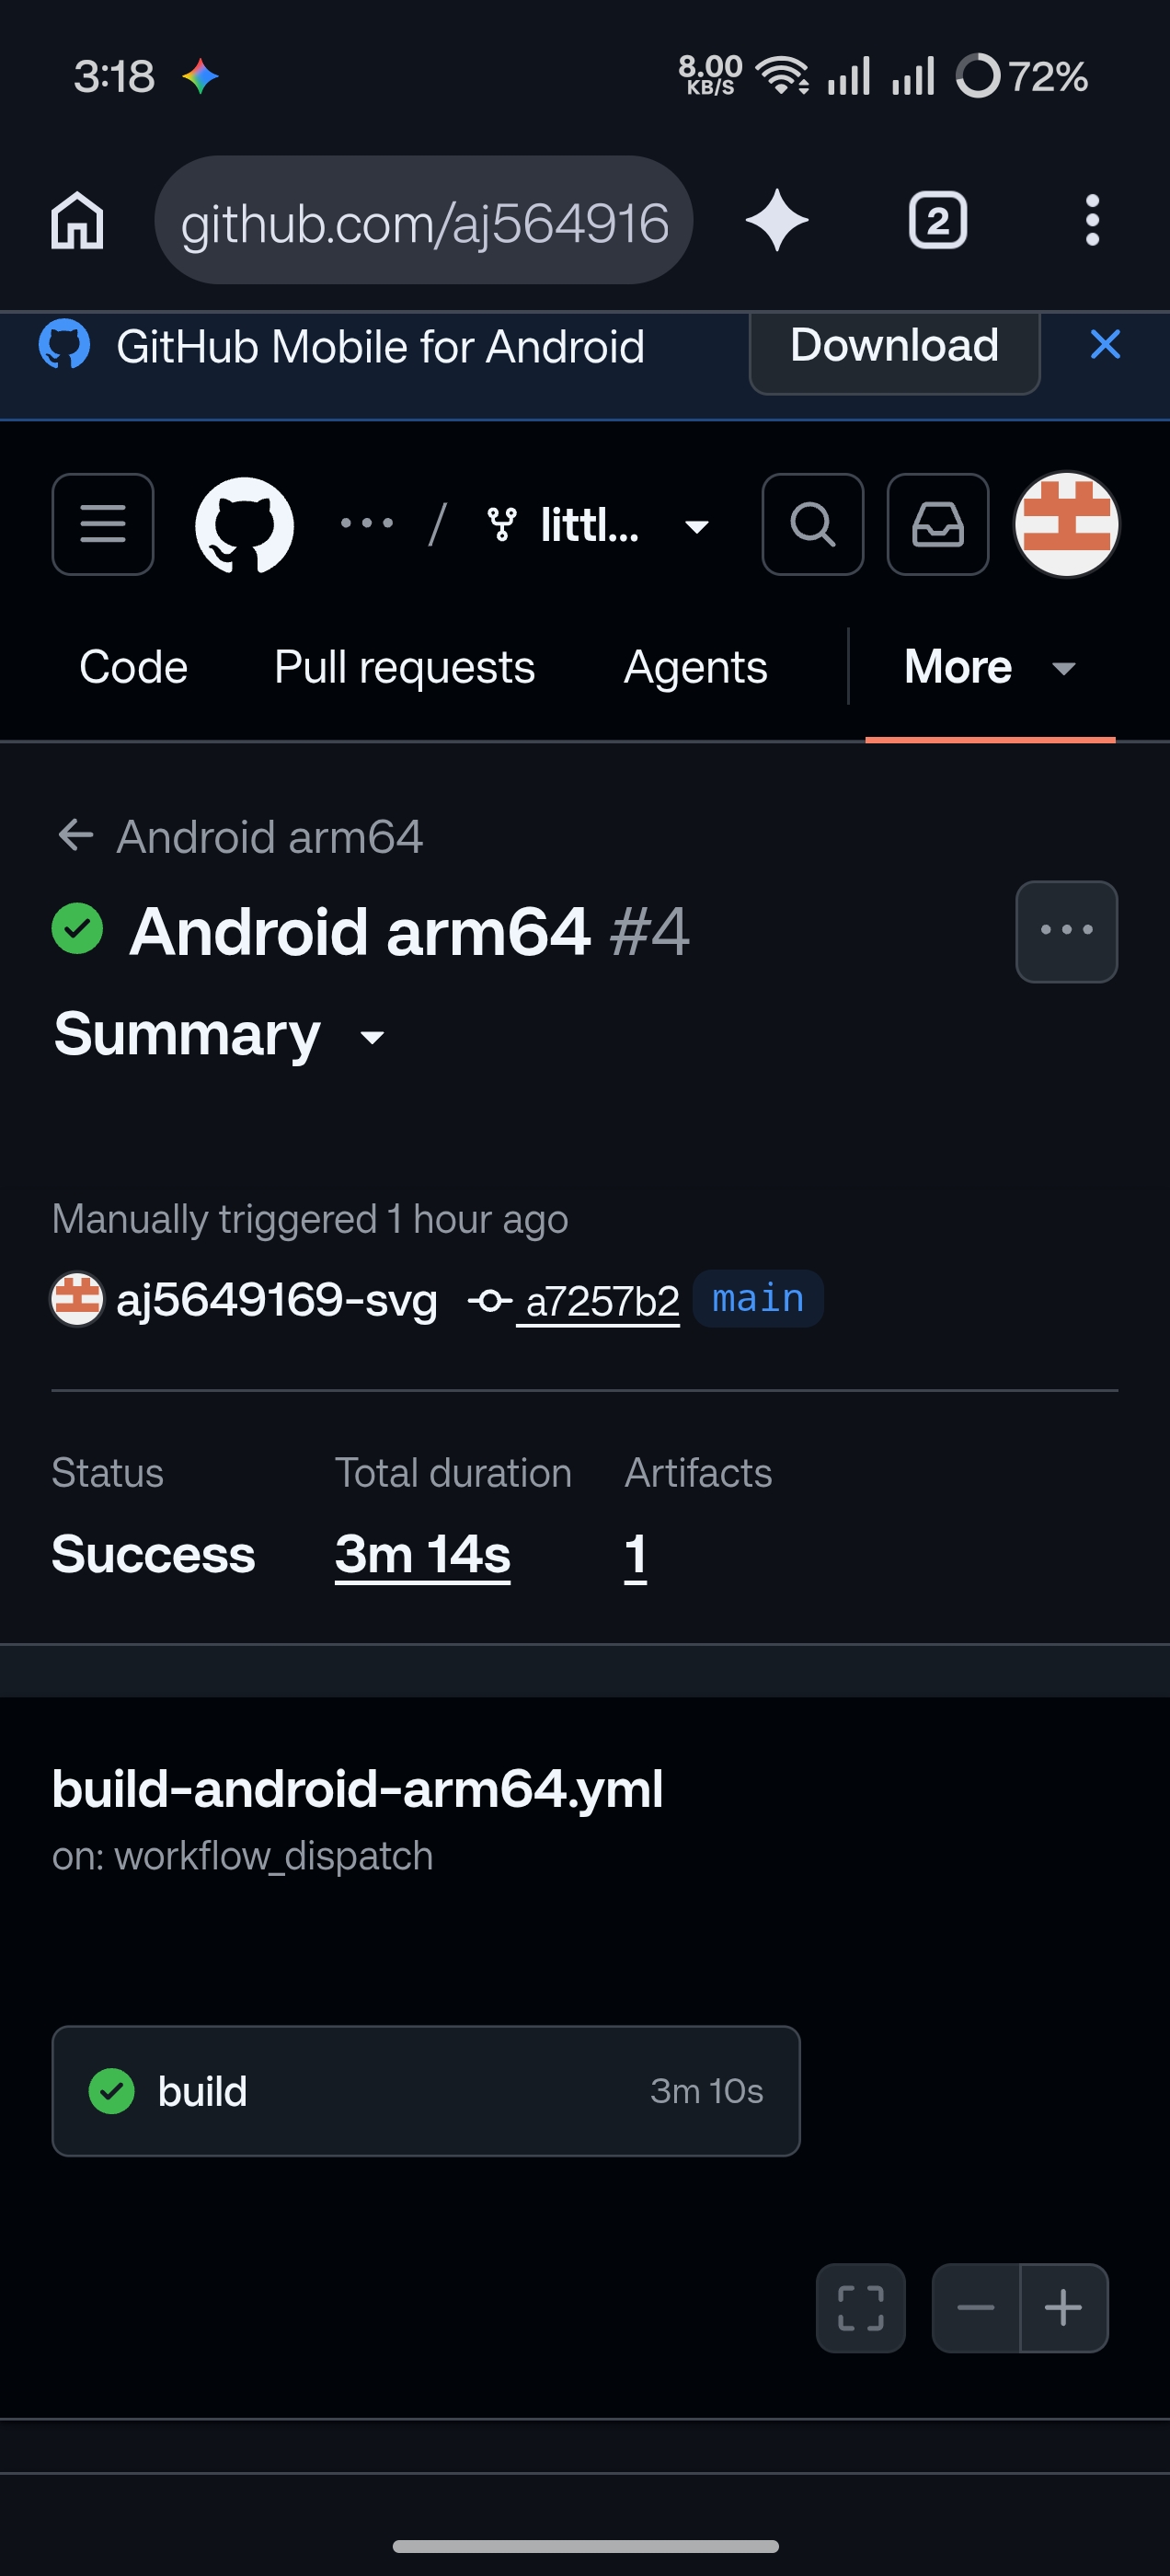 3:18
8.00 KB/S
72%
github.com/aj564916
2
GitHub Mobile for Android
Download
/ littl...
Code
Pull requests
Agents
More
Android arm64
Android arm64 #4
Summary
Manually triggered 1 hour ago
aj5649169-svg a7257b2 main
Status Total duration Artifacts
Success 3m 14s 1
build-android-arm64.yml
on: workflow_dispatch
build 3m 10s